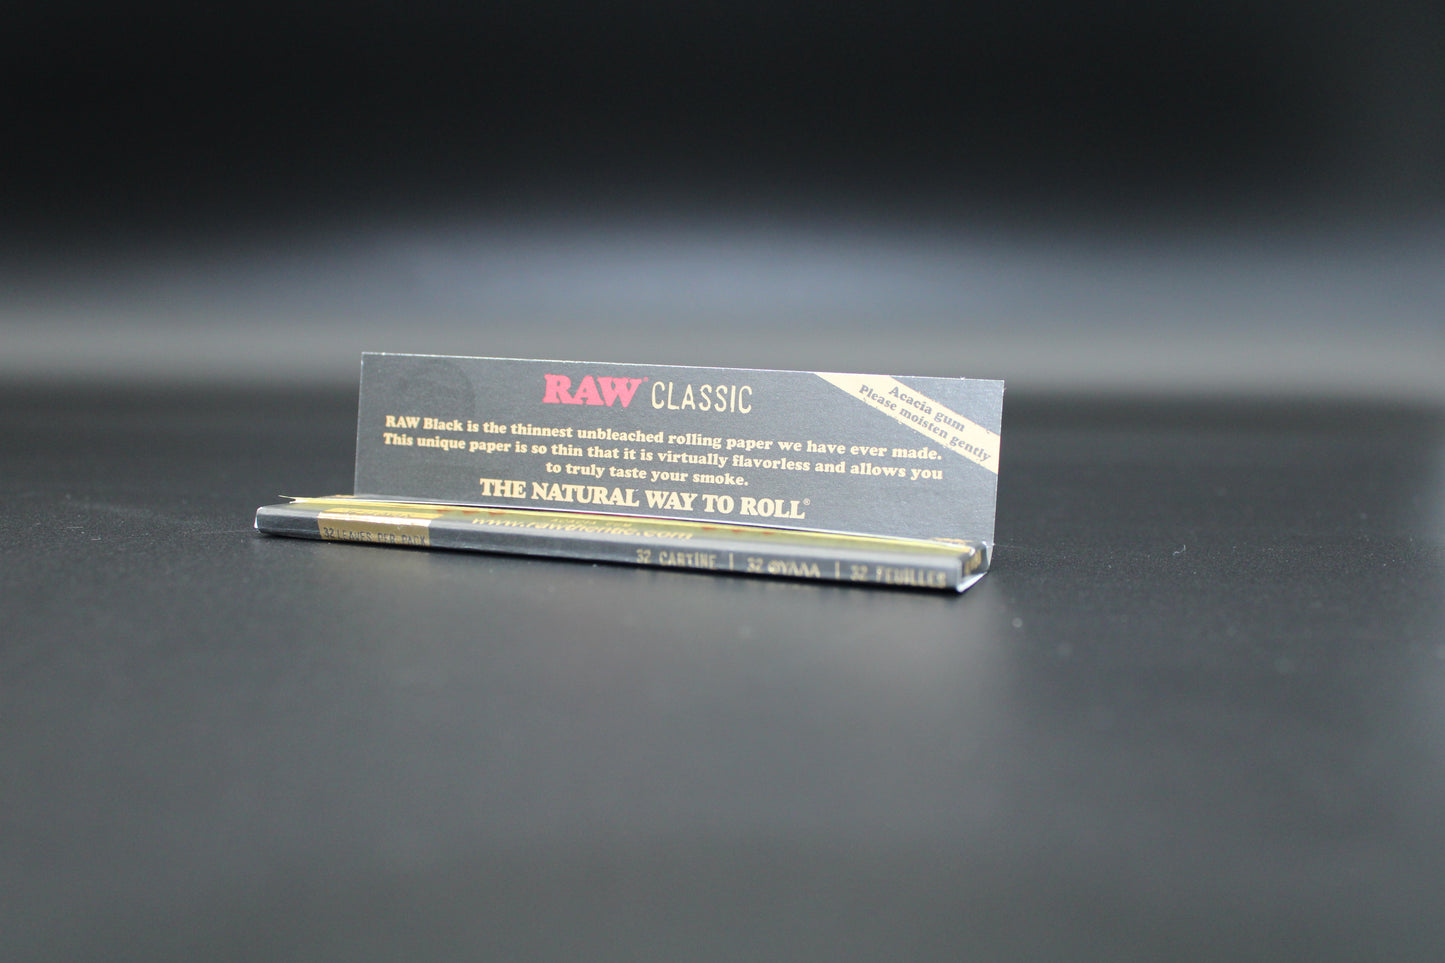 RAW CLASSIC
Acacia gum
Please moisten gently
RAW Black is the thinnest unbleached rolling paper we have ever made.
This unique paper is so thin that it is virtually flavorless and allows you
to truly taste your smoke.
THE NATURAL WAY TO ROLL®
32 LEAVES PER PACK
32 CARTINE | 32 ΦΥΛΛΑ | 32 FEUILLES